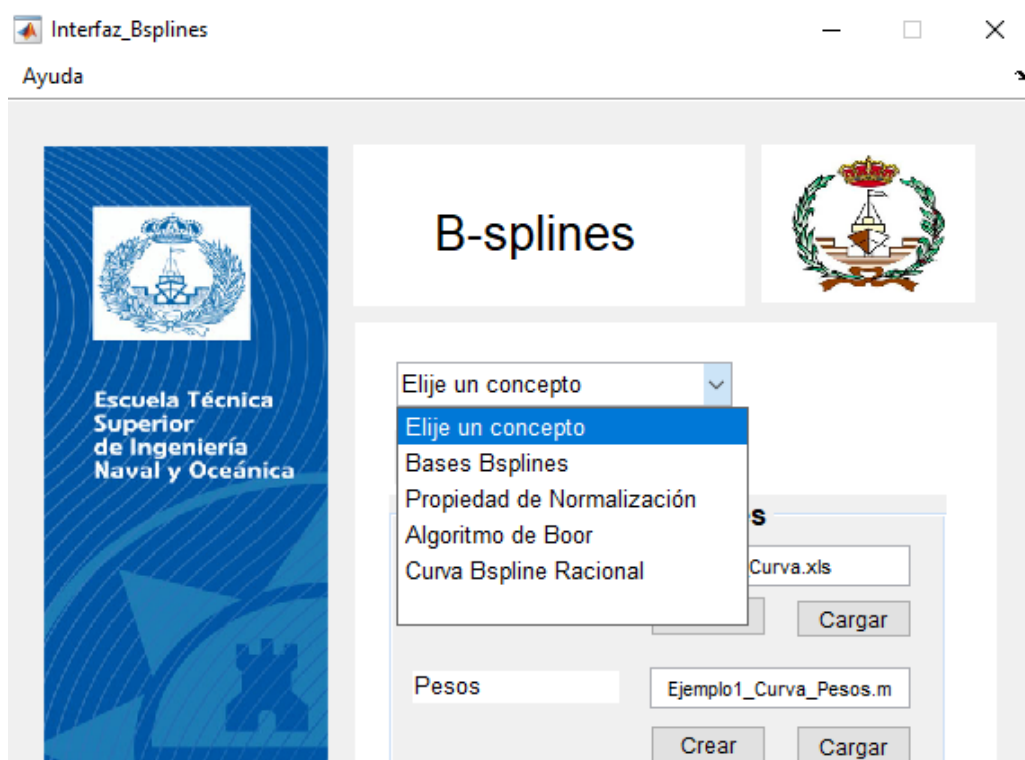 Interfaz_Bsplines
Ayuda
B-splines
Escuela Técnica
Superior
de Ingeniería
Naval y Oceánica
Elije un concepto
Elije un concepto
Bases Bsplines
Propiedad de Normalización
Algoritmo de Boor
Curva Bspline Racional
s
_Curva.xls
Cargar
Pesos
Ejemplo1_Curva_Pesos.m
Crear
Cargar